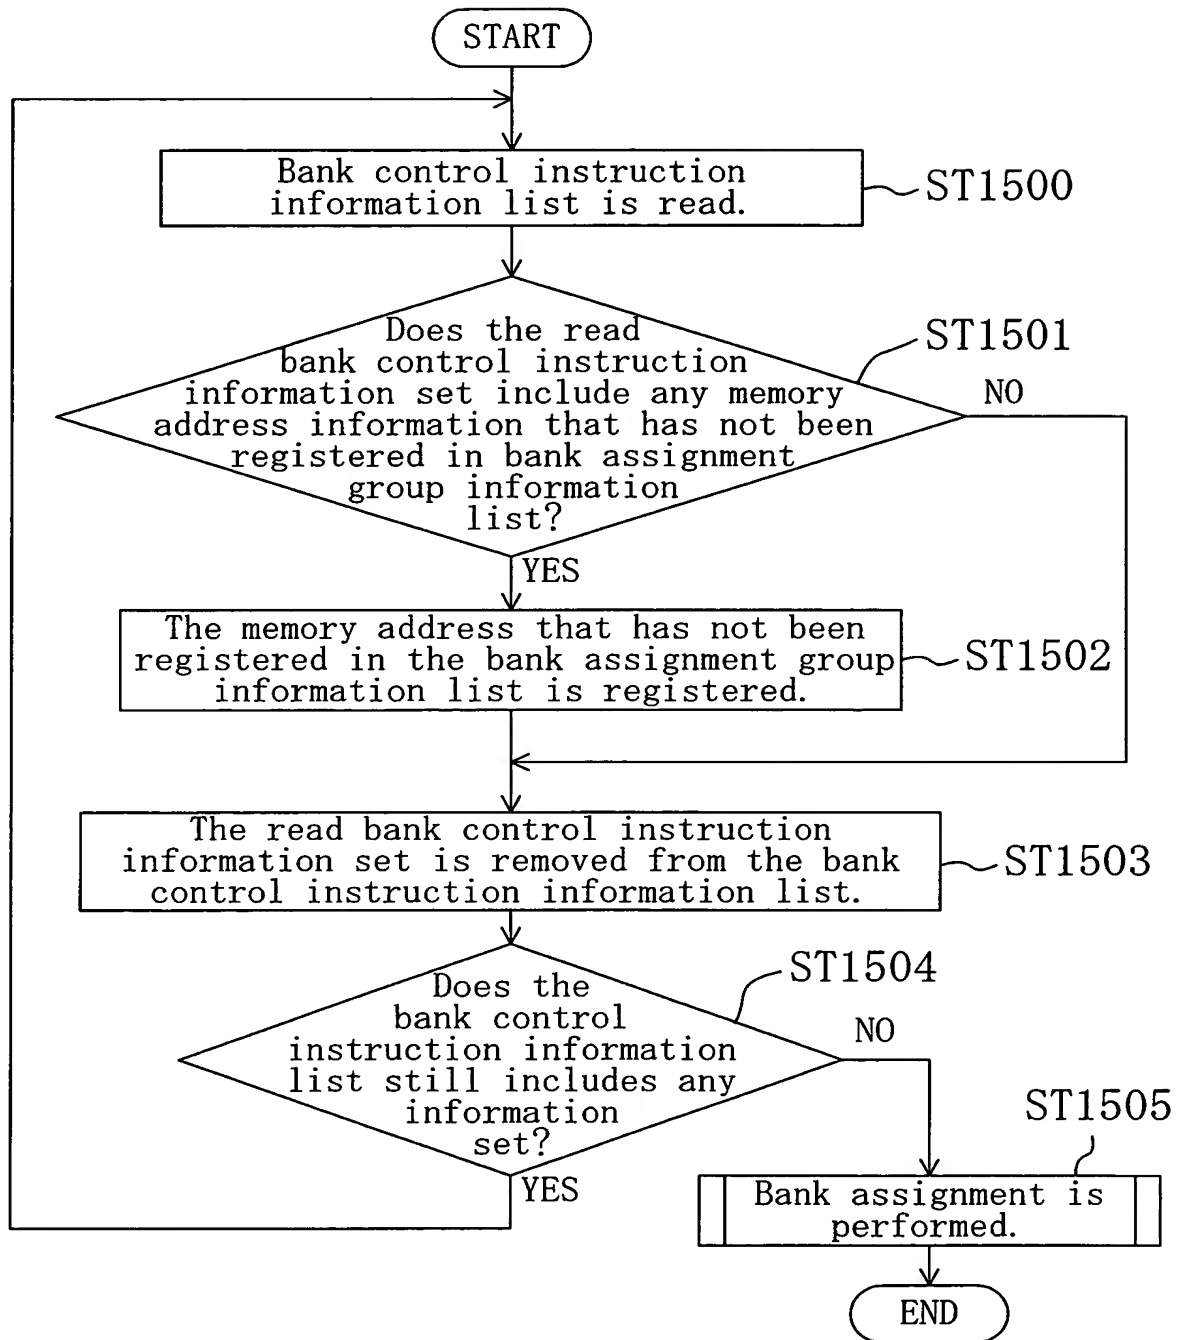 START
Bank control instruction
information list is read.
ST1500
Does the read
bank control instruction
information set include any memory
address information that has not been
registered in bank assignment
group information
list?
ST1501
NO
YES
The memory address that has not been
registered in the bank assignment group
information list is registered.
ST1502
The read bank control instruction
information set is removed from the bank
control instruction information list.
ST1503
Does the
bank control
instruction information
list still includes any
information
set?
ST1504
NO
YES
ST1505
Bank assignment is
performed.
END